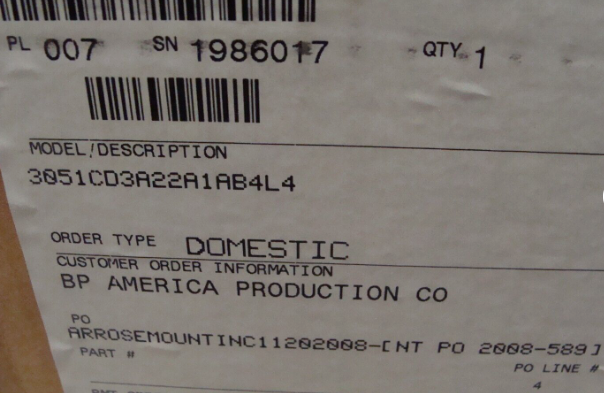 PL 007 SN 1986017 QTY 1
MODEL/DESCRIPTION
3051CD3A22A1AB4L4
ORDER TYPE DOMESTIC
CUSTOMER ORDER INFORMATION
BP AMERICA PRODUCTION CO
PO
ARROSEMOUNTINC11202008-[NT PO 2008-589]
PART # PO LINE #
4